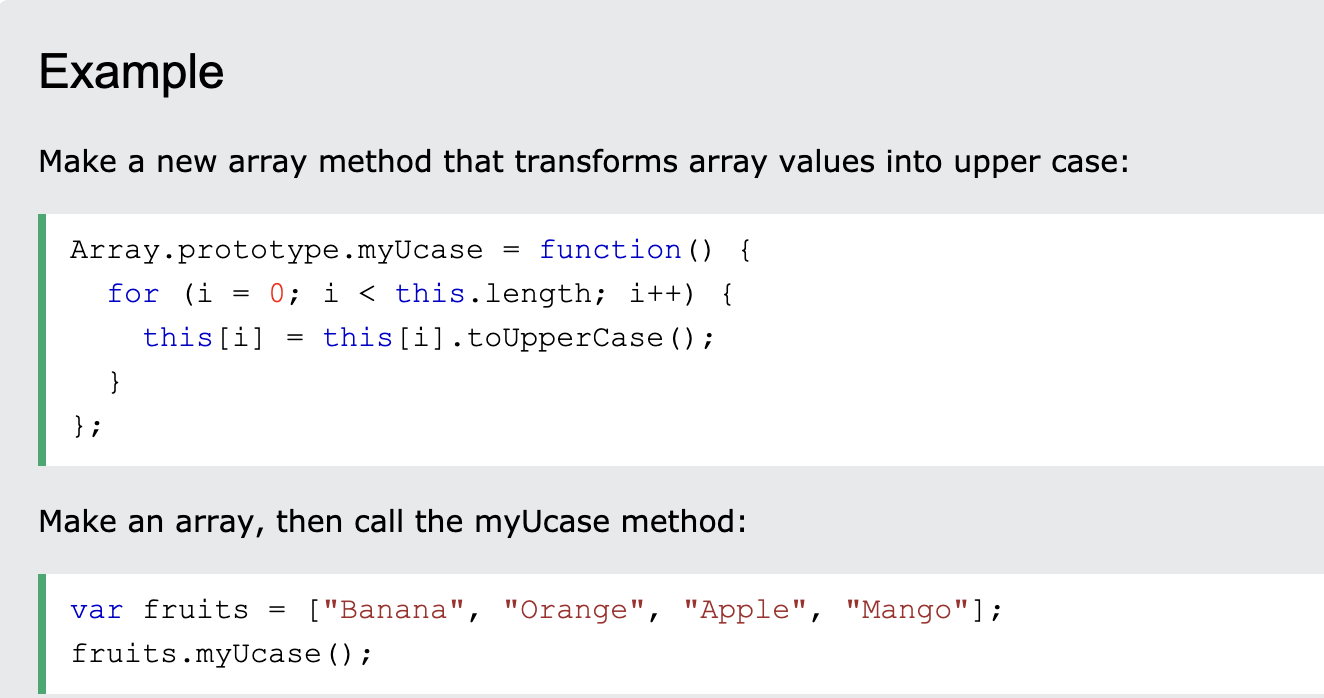 Example
Make a new array method that transforms array values into upper case:
Array.prototype.myUcase = function() {
  for (i = 0; i < this.length; i++) {
    this[i] = this[i].toUpperCase();
  }
};
Make an array, then call the myUcase method:
var fruits = ["Banana", "Orange", "Apple", "Mango"];
fruits.myUcase();